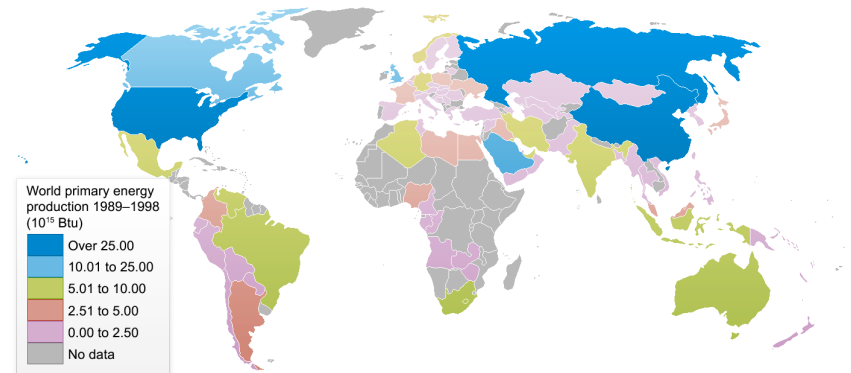 World primary energy
production 1989–1998
(10¹⁵ Btu)
Over 25.00
10.01 to 25.00
5.01 to 10.00
2.51 to 5.00
0.00 to 2.50
No data